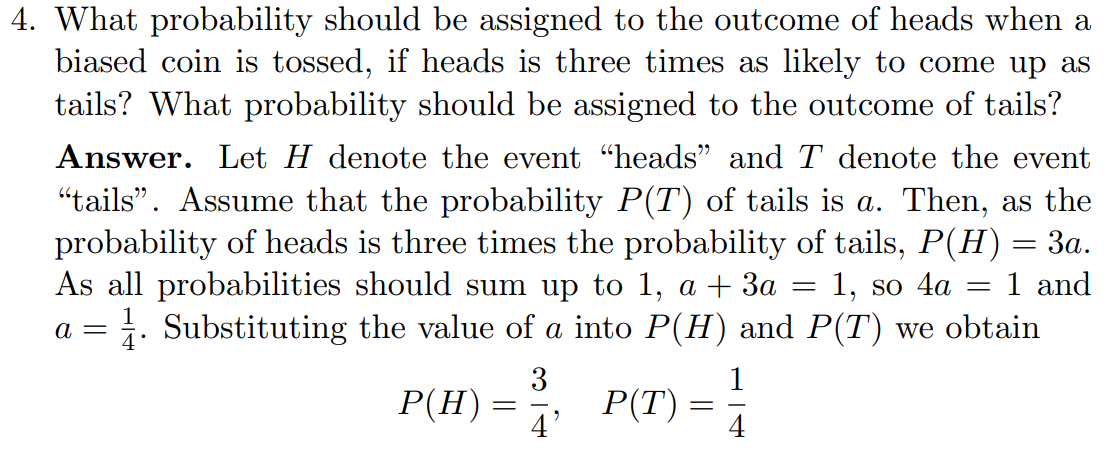 4. What probability should be assigned to the outcome of heads when a
biased coin is tossed, if heads is three times as likely to come up as
tails? What probability should be assigned to the outcome of tails?
Answer. Let H denote the event “heads” and T denote the event
“tails”. Assume that the probability P(T) of tails is a. Then, as the
probability of heads is three times the probability of tails, P(H) = 3a.
As all probabilities should sum up to 1, a + 3a = 1, so 4a = 1 and
a = 1/4. Substituting the value of a into P(H) and P(T) we obtain
P(H) = 3/4, P(T) = 1/4